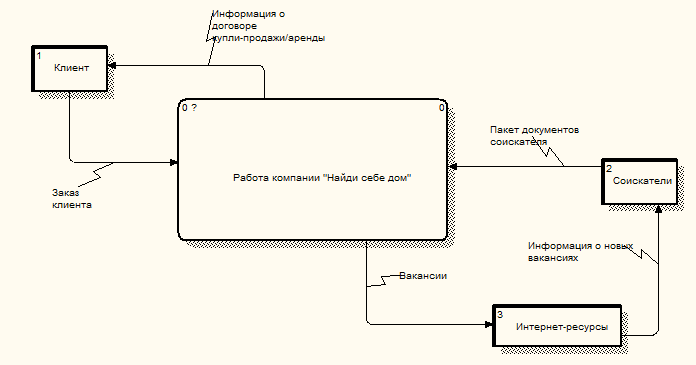 Информация о
договоре
купли-продажи/аренды
1
Клиент
0 ?
0
Пакет документов
соискателя
Работа компании "Найди себе дом"
2
Соискатели
Заказ
клиента
Информация о новых
вакансиях
Вакансии
3
Интернет-ресурсы